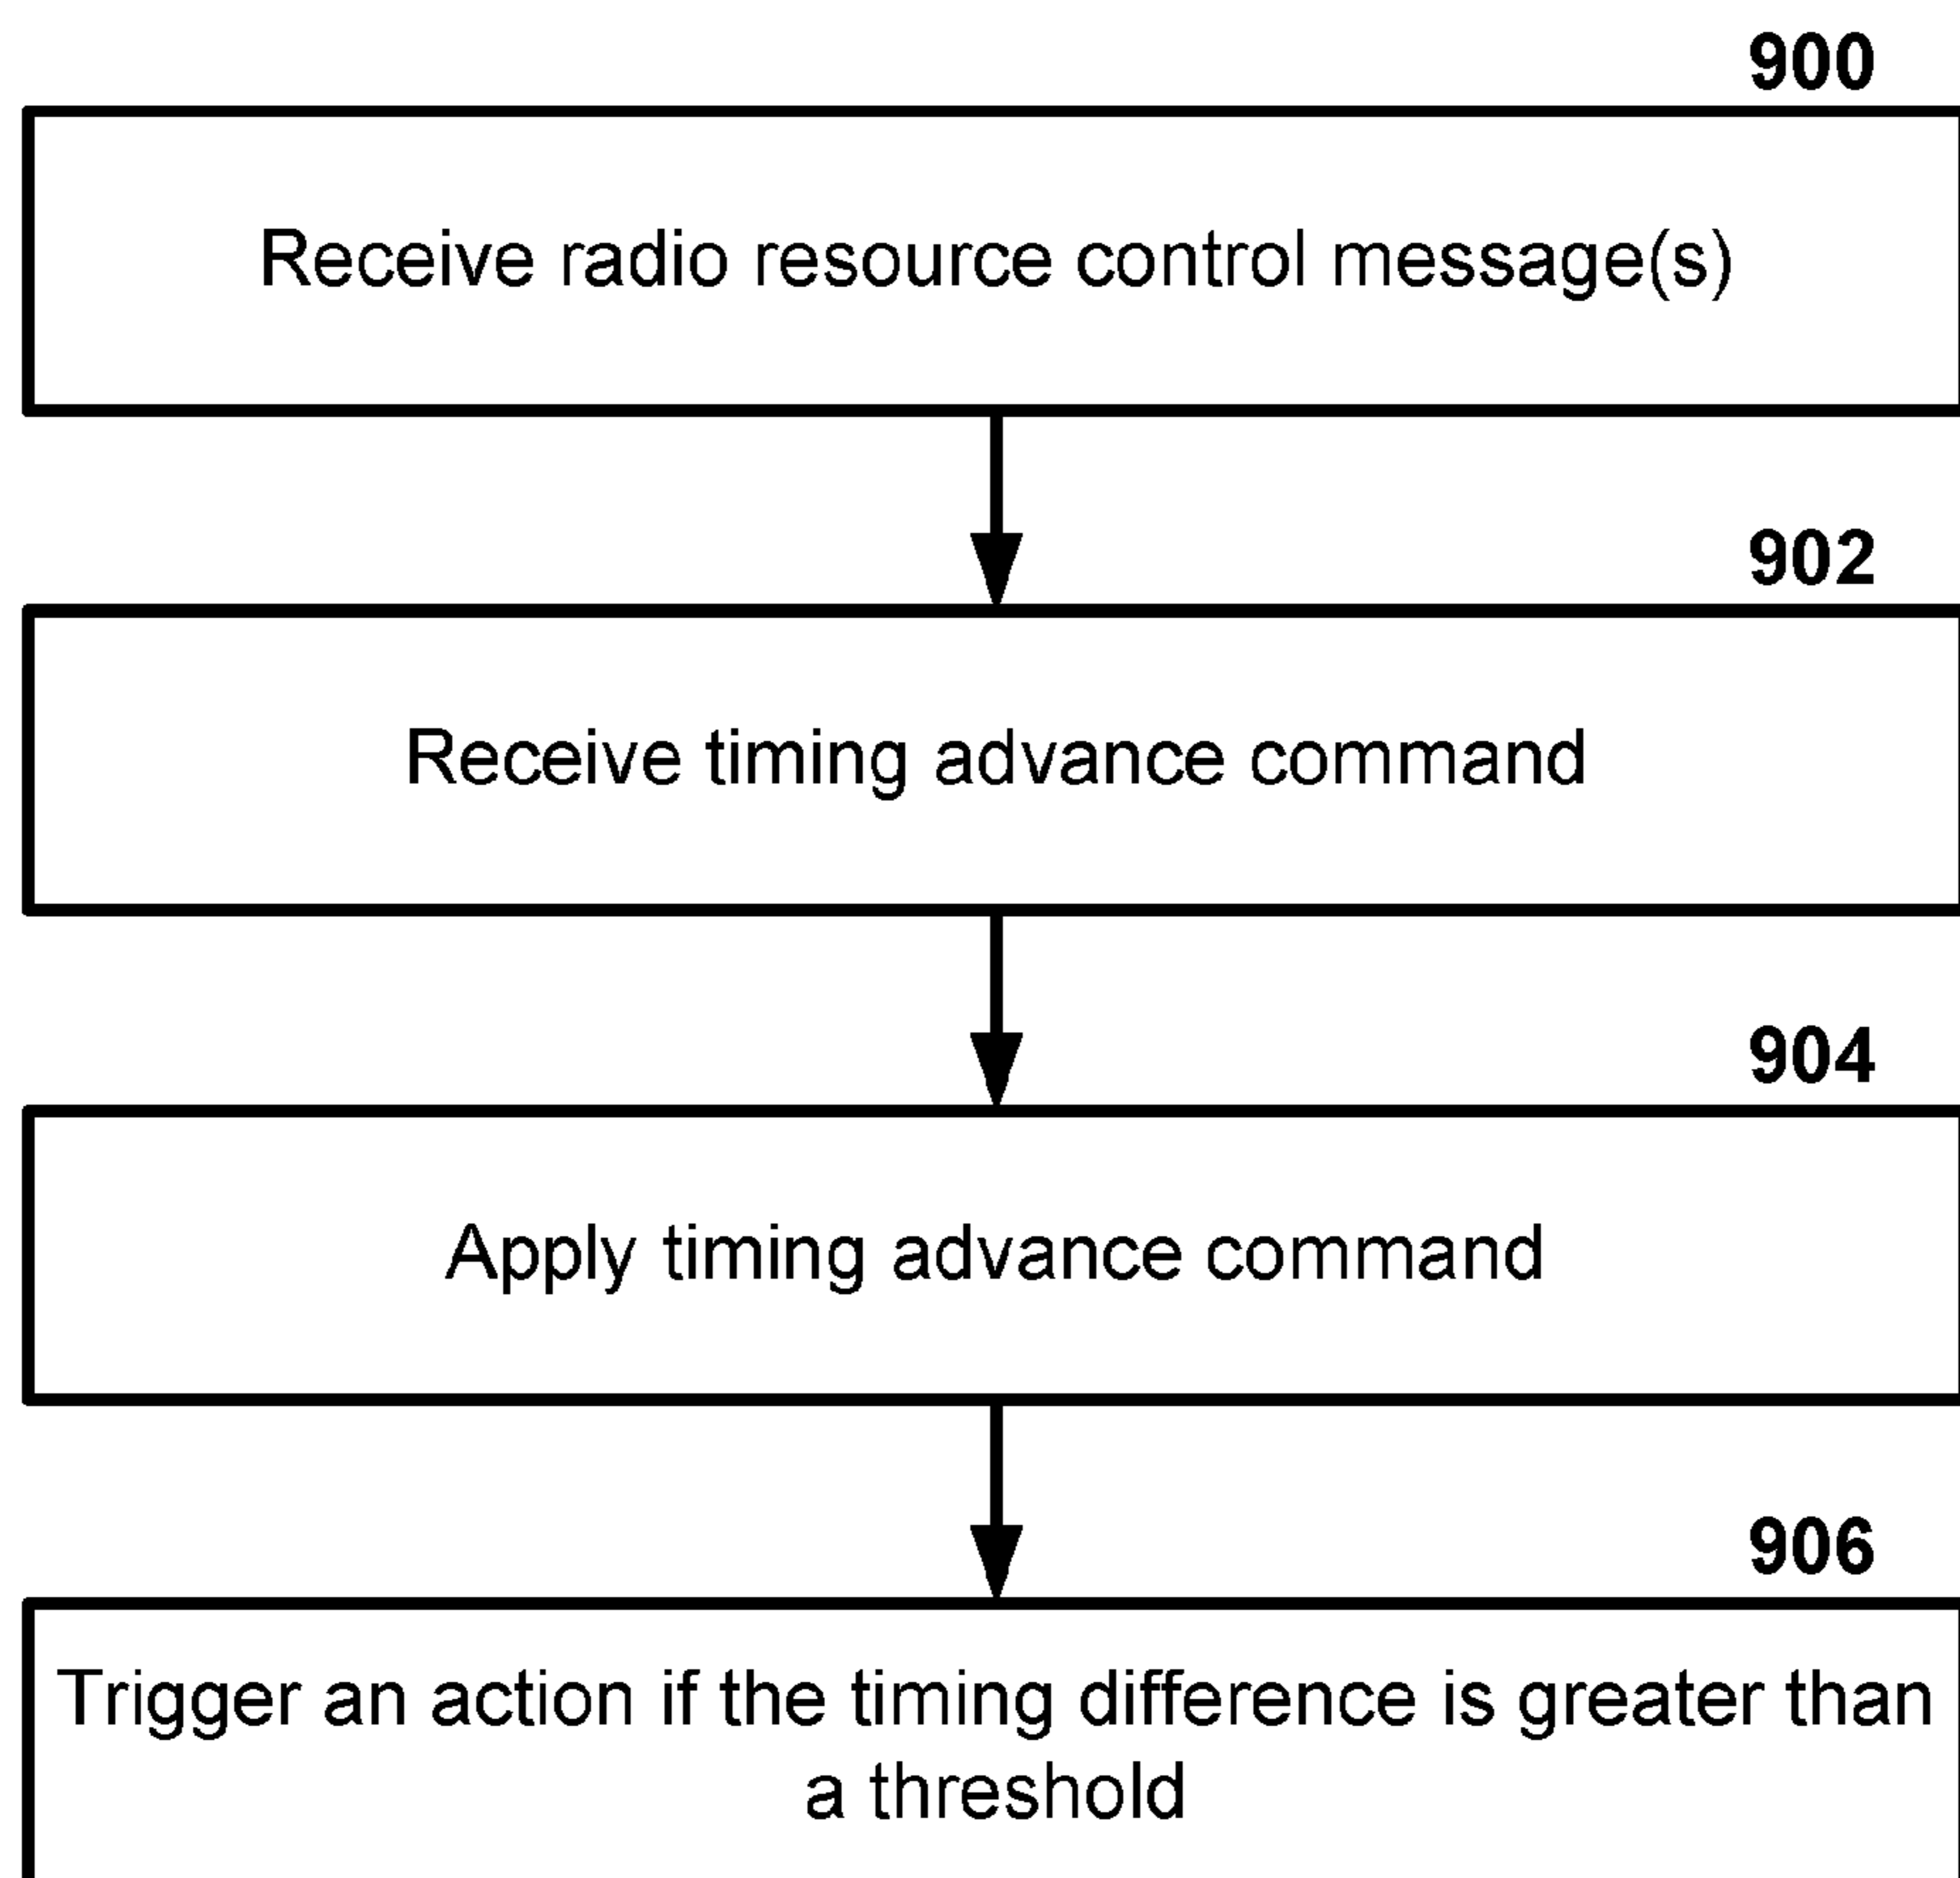 900
Receive radio resource control message(s)
902
Receive timing advance command
904
Apply timing advance command
906
Trigger an action if the timing difference is greater than
a threshold